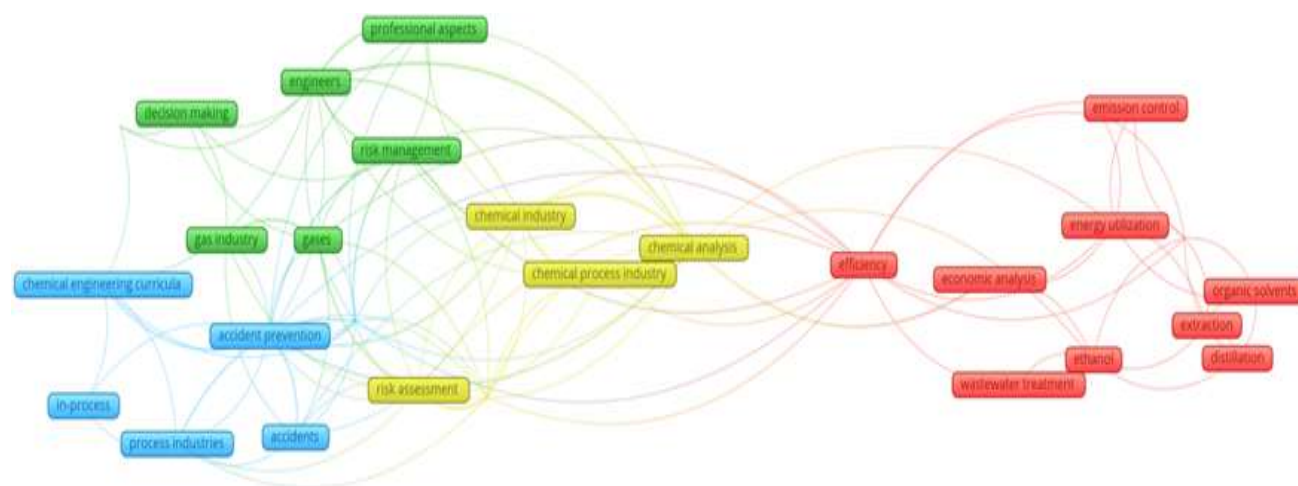 professional aspects
engineers
decision making
emission control
risk management
chemical industry
energy utilization
gas industry
gases
chemical analysis
efficiency
chemical process industry
economic analysis
chemical engineering curricula
organic solvents
extraction
accident prevention
distillation
ethanol
wastewater treatment
risk assessment
in-process
accidents
process industries